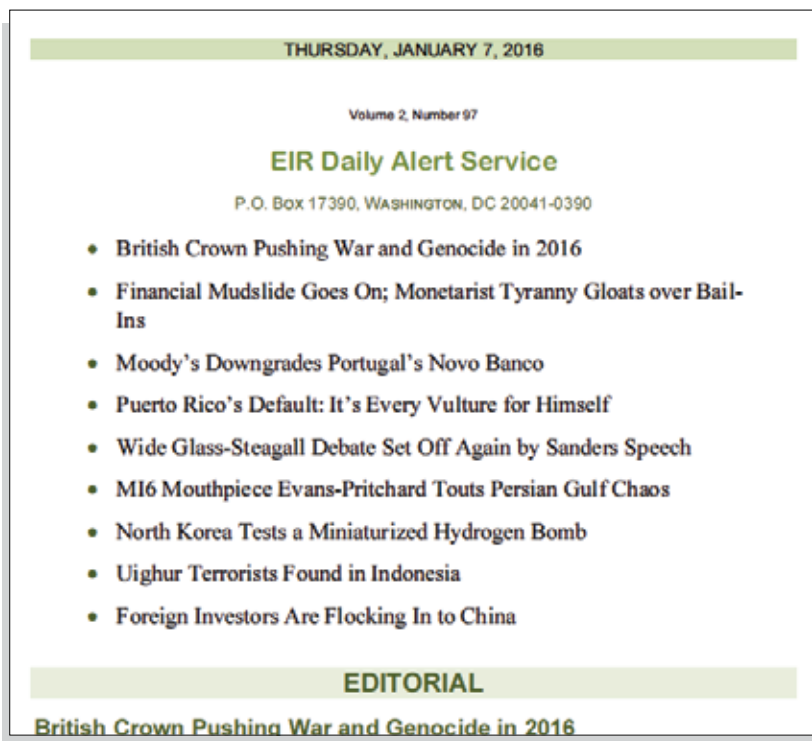 THURSDAY, JANUARY 7, 2016
Volume 2, Number 97
EIR Daily Alert Service
P.O. Box 17390, Washington, DC 20041-0390
• British Crown Pushing War and Genocide in 2016
• Financial Mudslide Goes On; Monetarist Tyranny Gloats over Bail-
Ins
• Moody's Downgrades Portugal's Novo Banco
• Puerto Rico's Default: It's Every Vulture for Himself
• Wide Glass-Steagall Debate Set Off Again by Sanders Speech
• MI6 Mouthpiece Evans-Pritchard Touts Persian Gulf Chaos
• North Korea Tests a Miniaturized Hydrogen Bomb
• Uighur Terrorists Found in Indonesia
• Foreign Investors Are Flocking In to China
EDITORIAL
British Crown Pushing War and Genocide in 2016